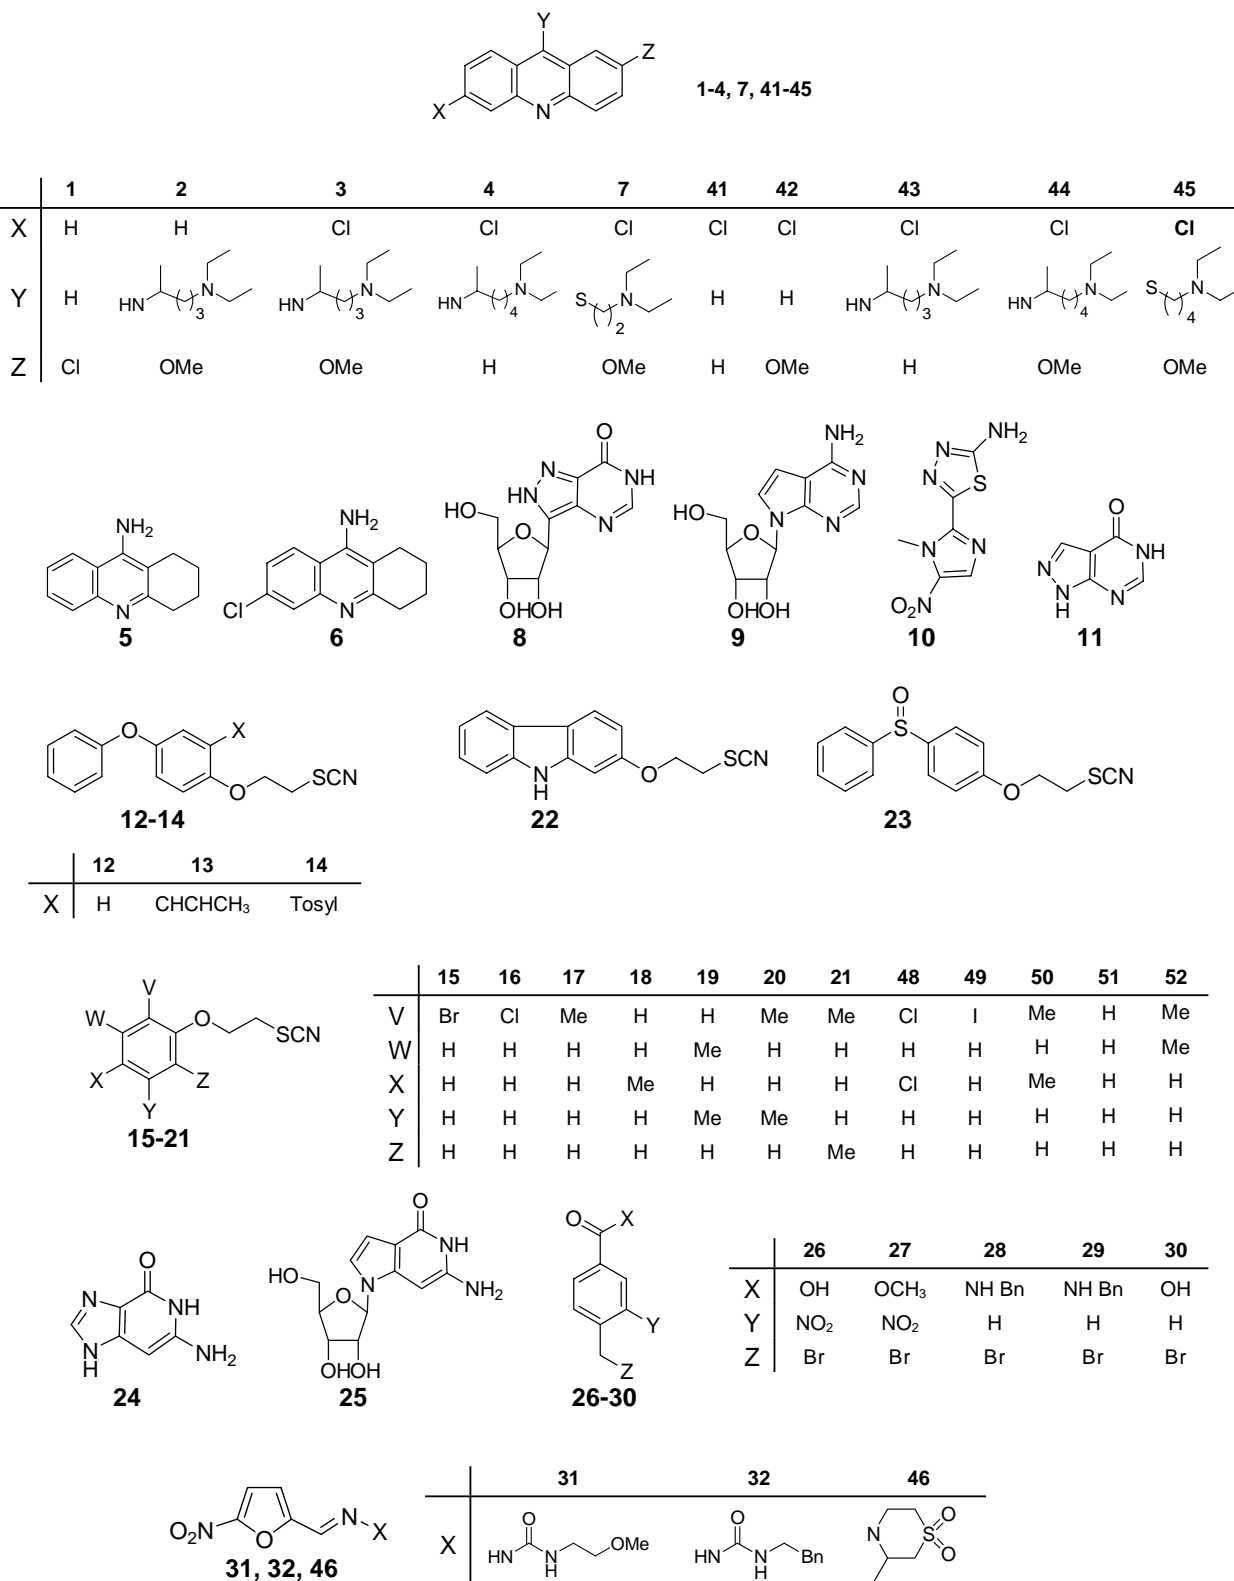 Y
Z
X
N
1-4, 7, 41-45
1 2 3 4 7 41 42 43 44 45
X H H Cl Cl Cl Cl Cl Cl Cl Cl
Y H HN N 3 HN N 3 HN N 4 S N 2 H H HN N 3 HN N 4 S N 4
Z Cl OMe OMe H OMe H OMe H OMe OMe
NH2
N
5
NH2
Cl N
6
O
N
HN NH
HO N
O
OHOH
8
NH2
N
HO N N
O
OHOH
9
NH2
N
N S
N N
O2N
10
O
NH
N
N N
H
11
O X
SCN
O
12-14
N
H
O
SCN
22
O
S
SCN
O
23
12 13 14
X H CHCHCH3 Tosyl
V
W O
SCN
X Z
Y
15-21
15 16 17 18 19 20 21 48 49 50 51 52
V Br Cl Me H H Me Me Cl I Me H Me
W H H H H Me H H H H H H Me
X H H H Me H H H Cl H Me H H
Y H H H H Me Me H H H H H H
Z H H H H H H Me H H H H H
O
N NH
N NH2
H
24
O
NH
HO N NH2
O
OHOH
25
O X
Y
Z
26-30
26 27 28 29 30
X OH OCH3 NH Bn NH Bn OH
Y NO2 NO2 H H H
Z Br Br Br Br Br
O2N O N X
31, 32, 46
31 32 46
X O HN N H OMe O HN N H Bn N S O O